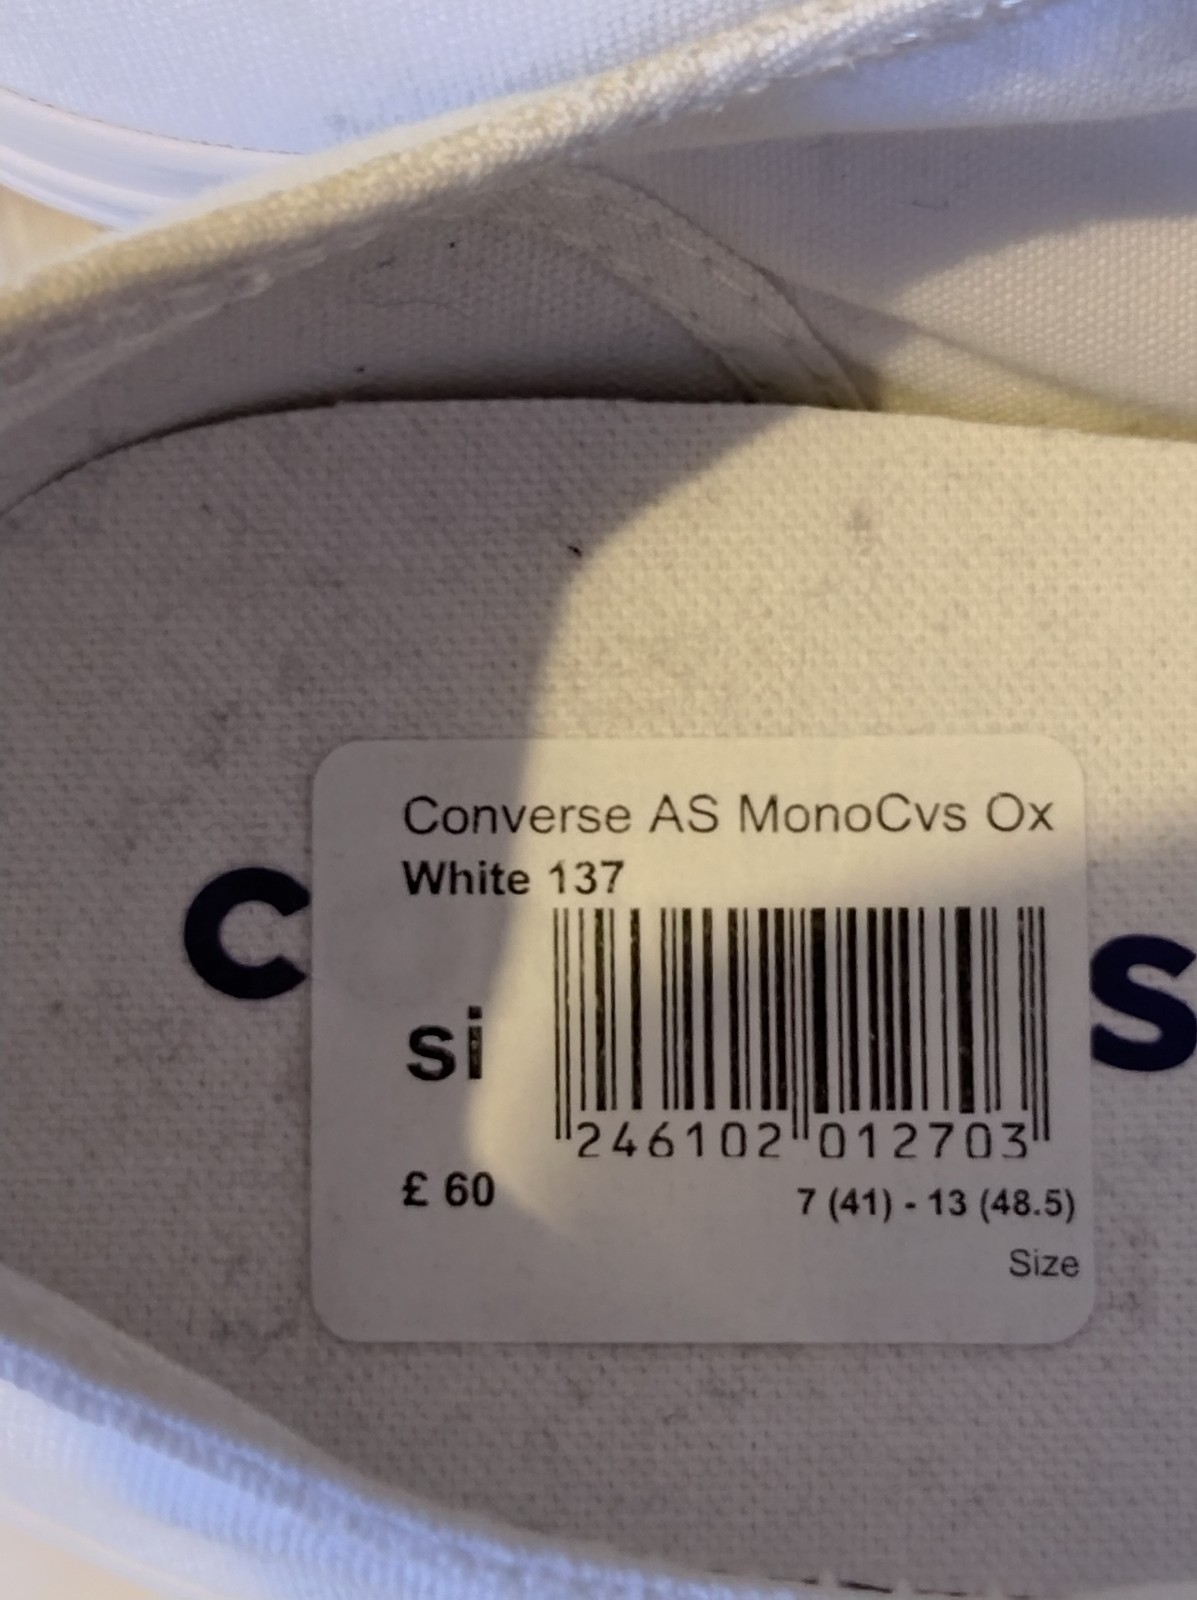 Converse AS MonoCvs Ox
White 137
C
S
si
246102 012703
£ 60
7 (41) - 13 (48.5)
Size